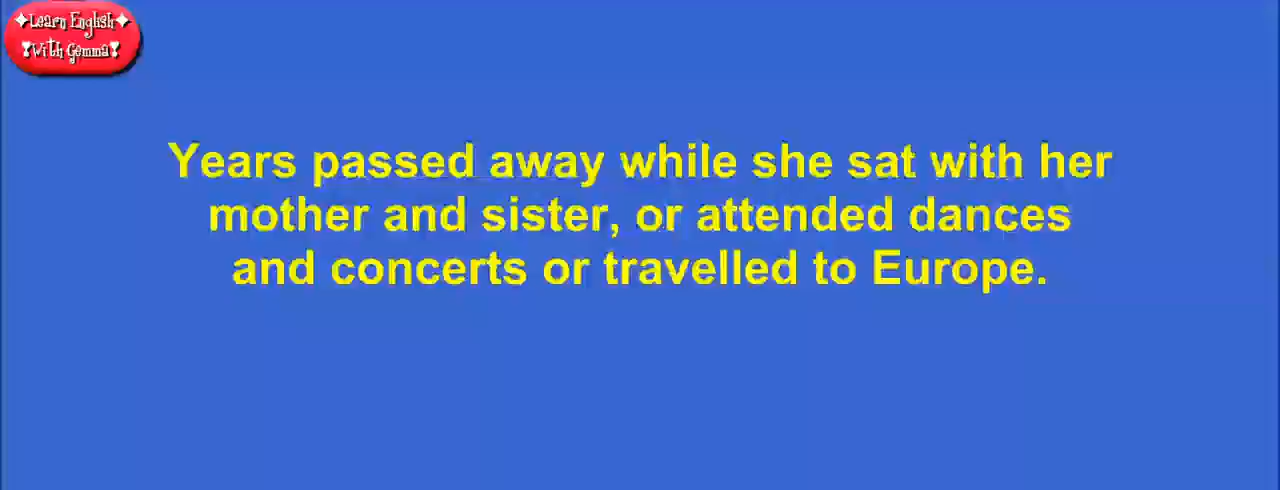 Learn English
With Gemma
Years passed away while she sat with her
mother and sister, or attended dances
and concerts or travelled to Europe.